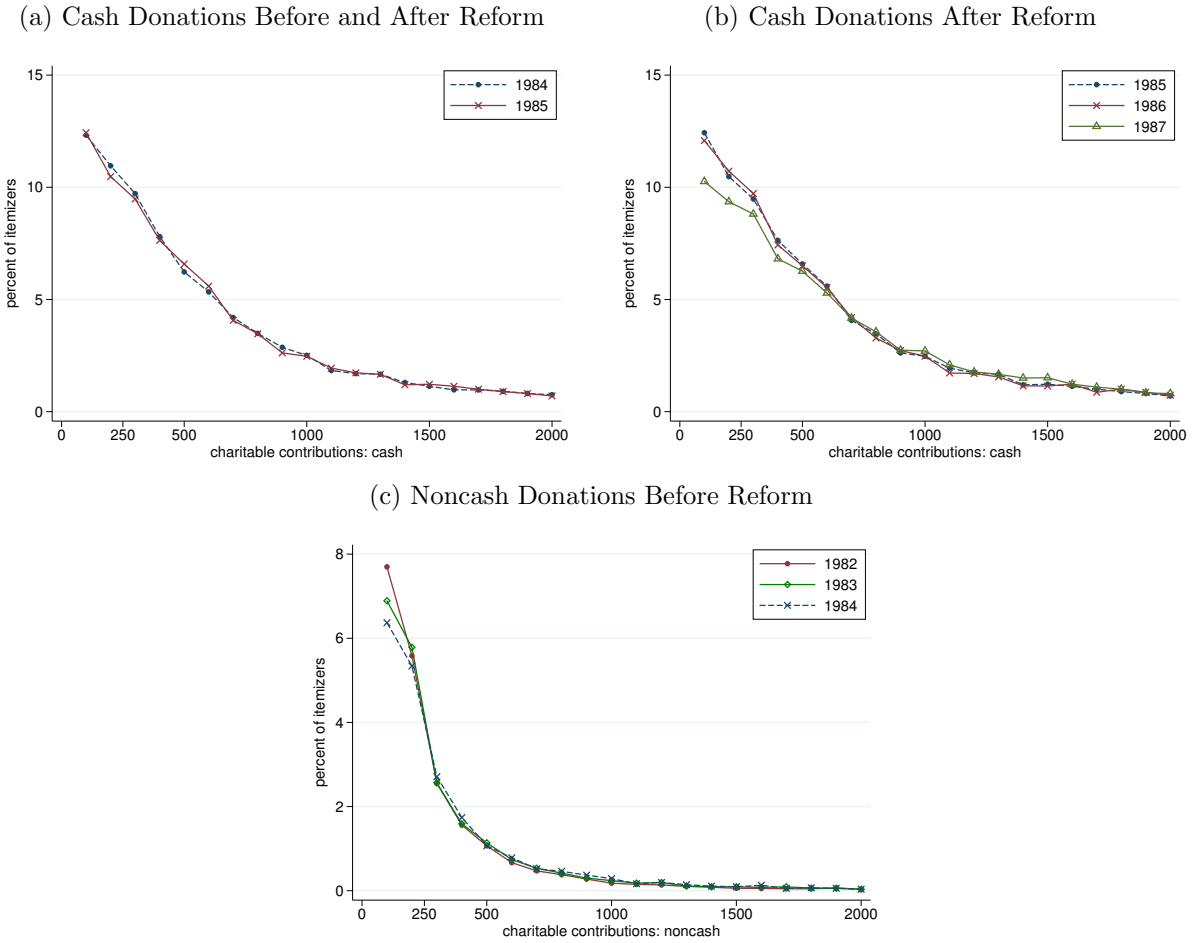 (a) Cash Donations Before and After Reform
15
10
5
0
percent of itemizers
0 250 500 1000 1500 2000
charitable contributions: cash
1984
1985
(b) Cash Donations After Reform
15
10
5
0
percent of itemizers
0 250 500 1000 1500 2000
charitable contributions: cash
1985
1986
1987
(c) Noncash Donations Before Reform
8
6
4
2
0
percent of itemizers
0 250 500 1000 1500 2000
charitable contributions: noncash
1982
1983
1984